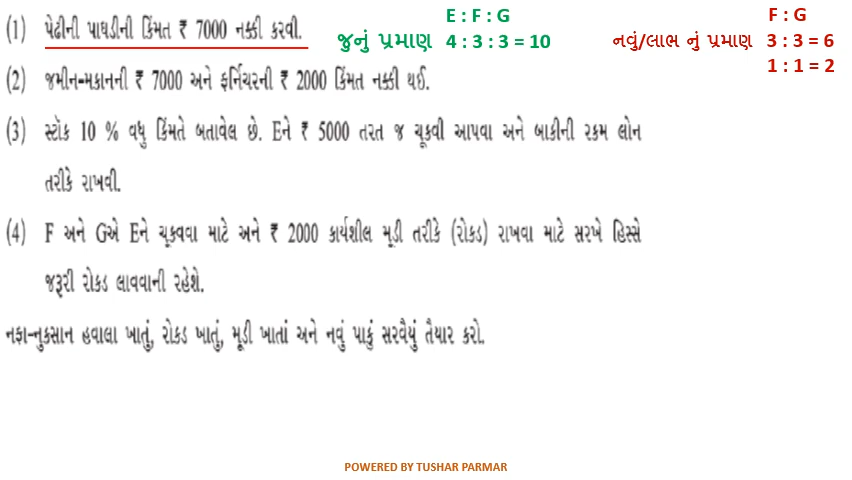 (1) પેઢીની પાઘડીની કિંમત ₹ 7000 નક્કી કરવી.
E : F : G
જુનું પ્રમાણ 4 : 3 : 3 = 10
F : G
નવું/લાભ નું પ્રમાણ 3 : 3 = 6
1 : 1 = 2
(2) જમીન-મકાનની ₹ 7000 અને ફર્નિચરની ₹ 2000 કિંમત નક્કી થઈ.
(3) સ્ટૉક 10 % વધુ કિંમતે બતાવેલ છે. Eને ₹ 5000 તરત જ ચૂકવી આપવા અને બાકીની રકમ લોન
તરીકે રાખવી.
(4) F અને Gએ Eને ચૂકવવા માટે અને ₹ 2000 કાર્યશીલ મૂડી તરીકે (રોકડ) રાખવા માટે સરખે હિસ્સે
જરૂરી રોકડ લાવવાની રહેશે.
નફા-નુકસાન હવાલા ખાતું, રોકડ ખાતું, મૂડી ખાતાં અને નવું પાકું સરવૈયું તૈયાર કરો.
POWERED BY TUSHAR PARMAR